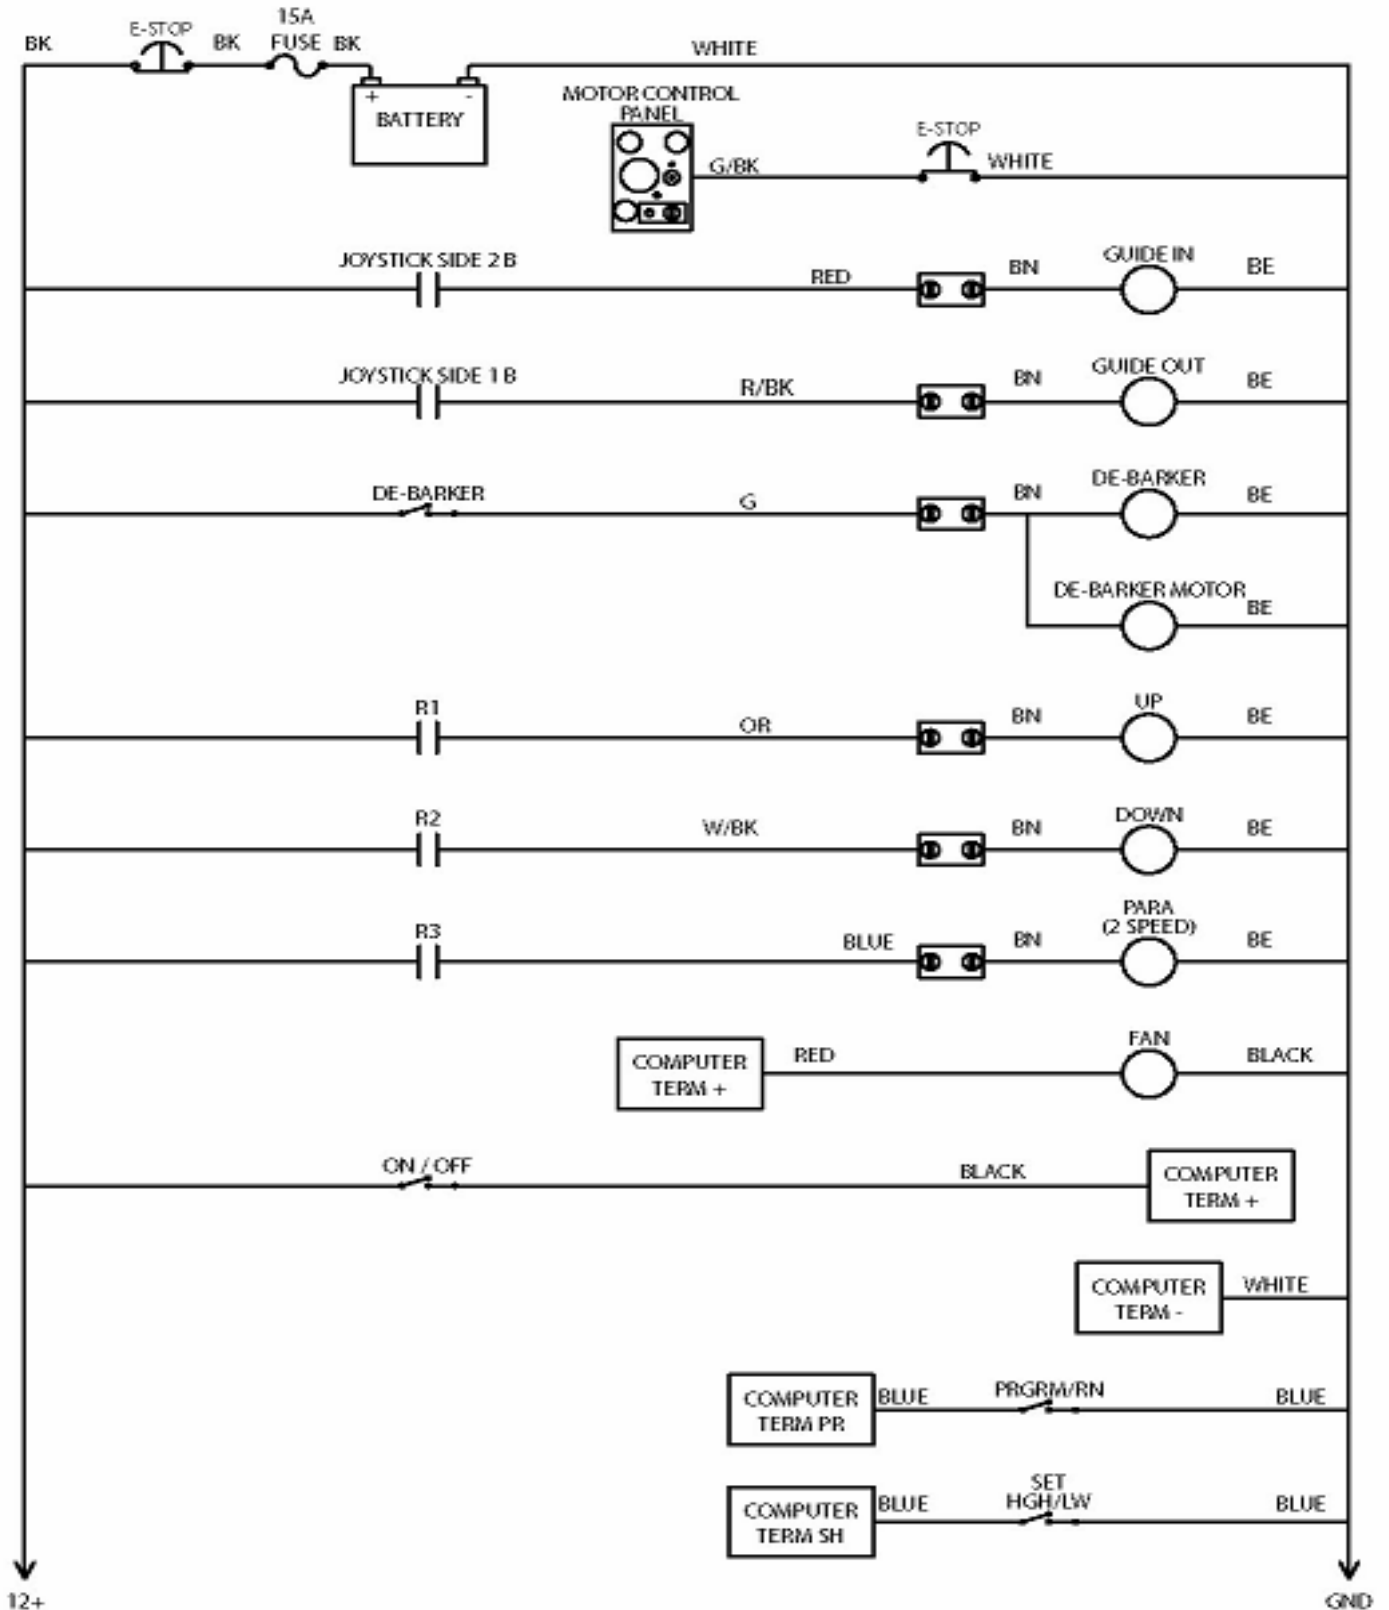 BK
E-STOP
BK
15A
FUSE
BK
WHITE
+
-
BATTERY
MOTOR CONTROL
PANEL
G/BK
E-STOP
WHITE
JOYSTICK SIDE 2 B
RED
BN
GUIDE IN
BE
JOYSTICK SIDE 1 B
R/BK
BN
GUIDE OUT
BE
DE-BARKER
G
BN
DE-BARKER
BE
DE-BARKER MOTOR
BE
R1
OR
BN
UP
BE
R2
W/BK
BN
DOWN
BE
R3
BLUE
BN
PARA
(2 SPEED)
BE
COMPUTER
TERM +
RED
FAN
BLACK
ON / OFF
BLACK
COMPUTER
TERM +
COMPUTER
TERM -
WHITE
COMPUTER
TERM PR
BLUE
PRGRM/RN
BLUE
COMPUTER
TERM SH
BLUE
SET
HGH/LW
BLUE
12+
GND